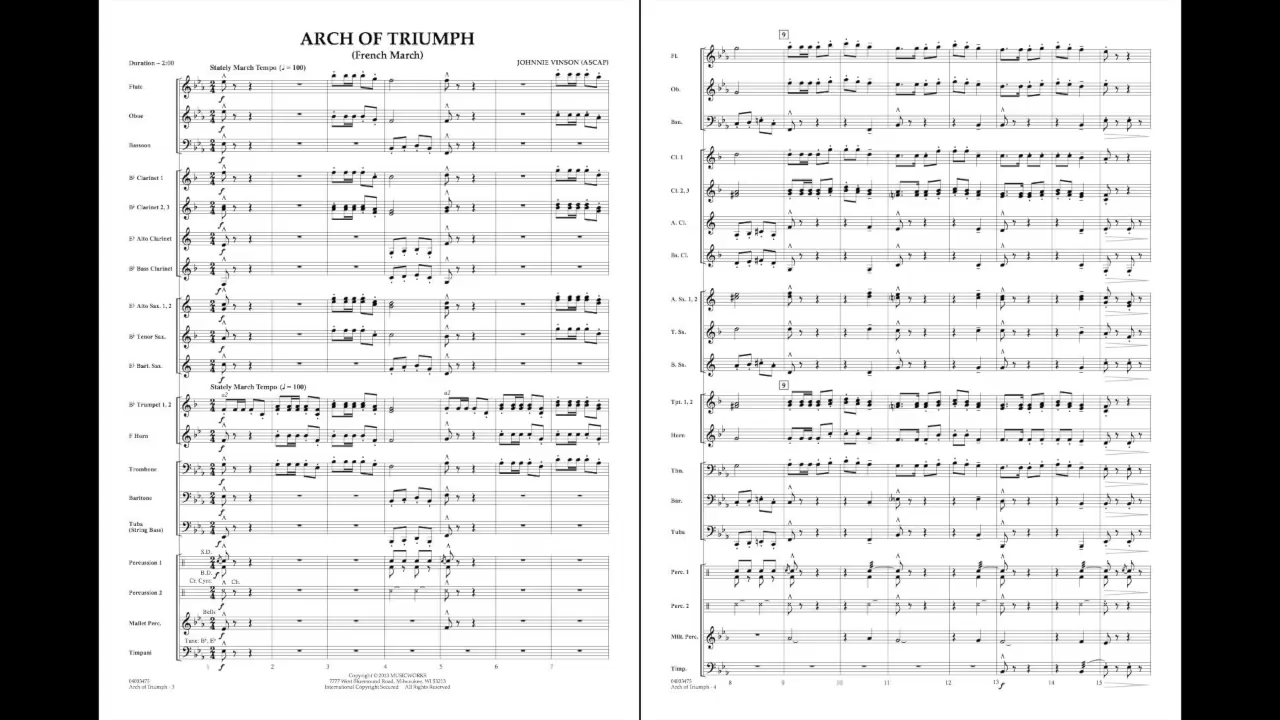 ARCH OF TRIUMPH
(French March)
Duration – 2:00
JOHNNIE VINSON (ASCAP)
Stately March Tempo (♩ = 100)
Flute
Oboe
Bassoon
B♭ Clarinet 1
B♭ Clarinet 2, 3
E♭ Alto Clarinet
B♭ Bass Clarinet
E♭ Alto Sax. 1, 2
B♭ Tenor Sax.
E♭ Bari. Sax.
Stately March Tempo (♩ = 100)
a2
a2
B♭ Trumpet 1, 2
F Horn
Trombone
Baritone
Tuba
(String Bass)
S.D.
Percussion 1
B.D.
Cr. Cym.
Ch.
Percussion 2
Bells
Mallet Perc.
Tune: B♭, E♭
Timpani
1 2 3 4 5 6 7
04003475
Arch of Triumph - 3
Copyright © 2013 MUSICWORKS
7777 West Bluemound Road, Milwaukee, WI 53213
International Copyright Secured All Rights Reserved
9
Fl.
Ob.
Bsn.
Cl. 1
Cl. 2, 3
A. Cl.
Bs. Cl.
A. Sx. 1, 2
T. Sx.
B. Sx.
9
Tpt. 1, 2
Horn
Tbn.
Bar.
Tuba
Perc. 1
Perc. 2
Mlt. Perc.
Timp.
04003475
Arch of Triumph - 4
8 9 10 11 12 13 14 15